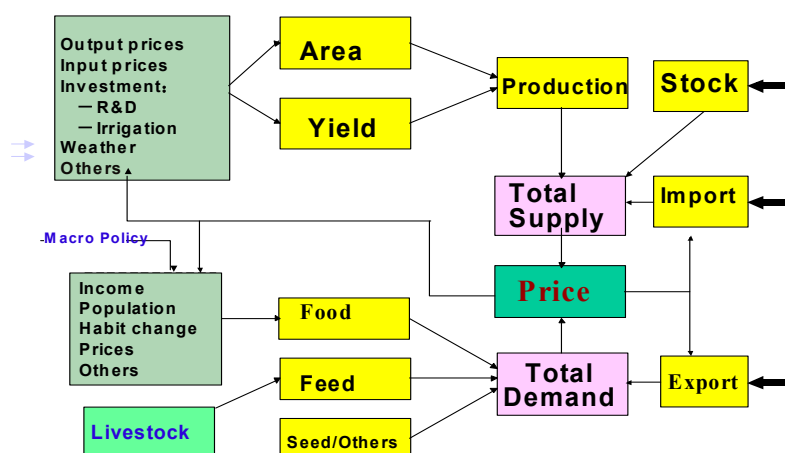 Output prices
Input prices
Investment:
— R&D
— Irrigation
Weather
Others
Area
Yield
Production
Stock
Total
Supply
Import
Macro Policy
Price
Income
Population
Habit change
Prices
Others
Food
Feed
Seed/Others
Livestock
Total
Demand
Export